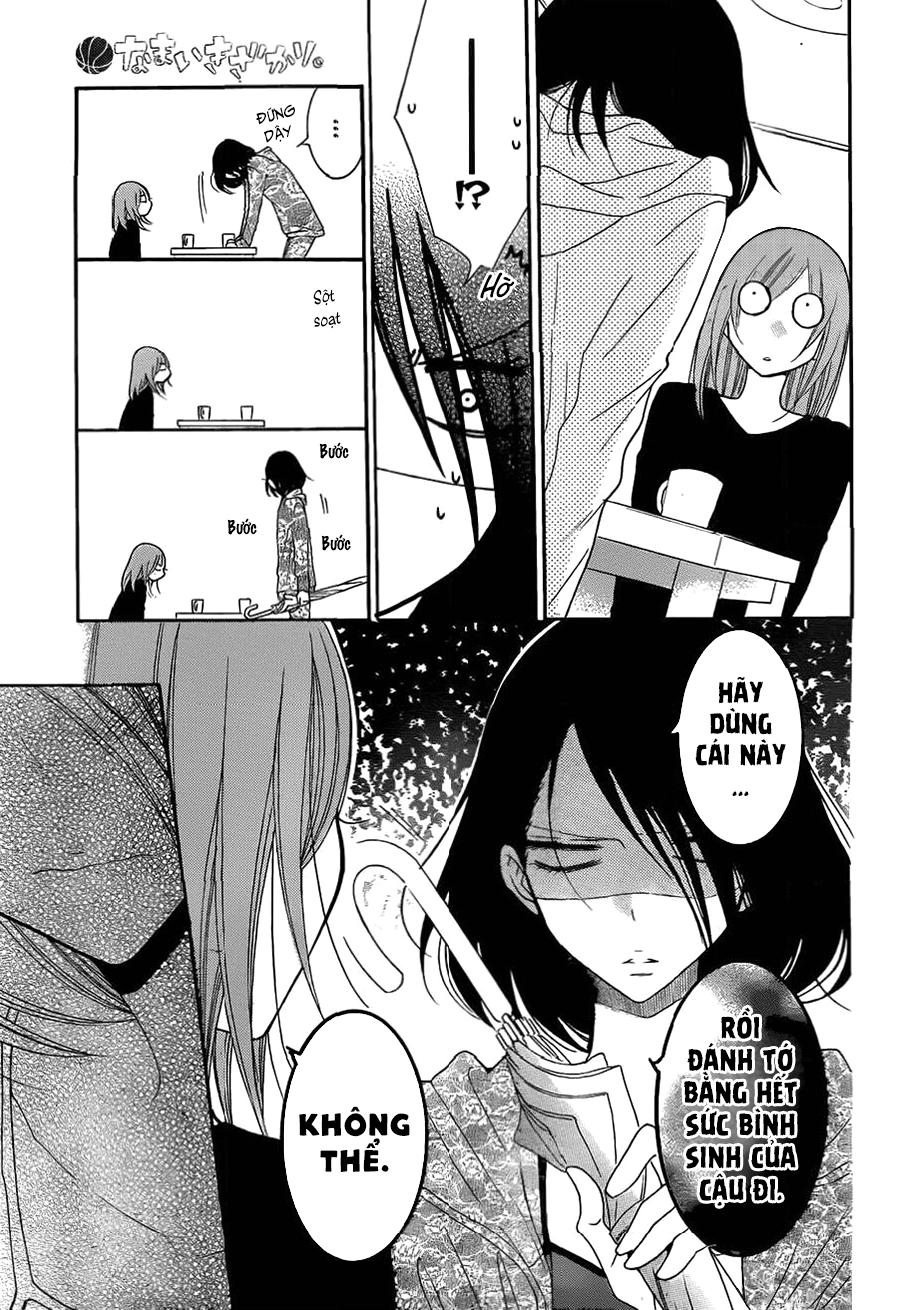 なまいきざかり。
!?
Hờ
...
ĐỨNG
DẬY
Sột
soạt
Bước
Bước
Bước
HÃY
DÙNG
CÁI NÀY
...
RỒI
ĐÁNH TỚ
BẰNG HẾT
SỨC BÌNH
SINH CỦA
CẬU ĐI.
KHÔNG
THỂ.